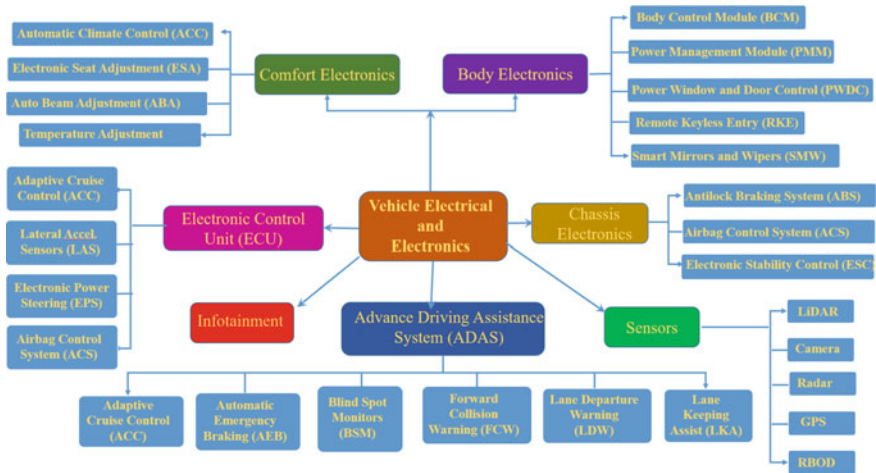 Automatic Climate Control (ACC)
Electronic Seat Adjustment (ESA)
Auto Beam Adjustment (ABA)
Temperature Adjustment
Comfort Electronics
Body Electronics
Body Control Module (BCM)
Power Management Module (PMM)
Power Window and Door Control (PWDC)
Remote Keyless Entry (RKE)
Smart Mirrors and Wipers (SMW)
Adaptive Cruise
Control (ACC)
Lateral Accel.
Sensors (LAS)
Electronic Power
Steering (EPS)
Airbag Control
System (ACS)
Electronic Control
Unit (ECU)
Vehicle Electrical
and
Electronics
Chassis
Electronics
Antilock Braking System (ABS)
Airbag Control System (ACS)
Electronic Stability Control (ESC)
Infotainment
Advance Driving Assistance
System (ADAS)
Sensors
LiDAR
Camera
Radar
GPS
RBOD
Adaptive
Cruise Control
(ACC)
Automatic
Emergency
Braking (AEB)
Blind Spot
Monitors
(BSM)
Forward
Collision
Warning (FCW)
Lane Departure
Warning
(LDW)
Lane
Keeping
Assist (LKA)